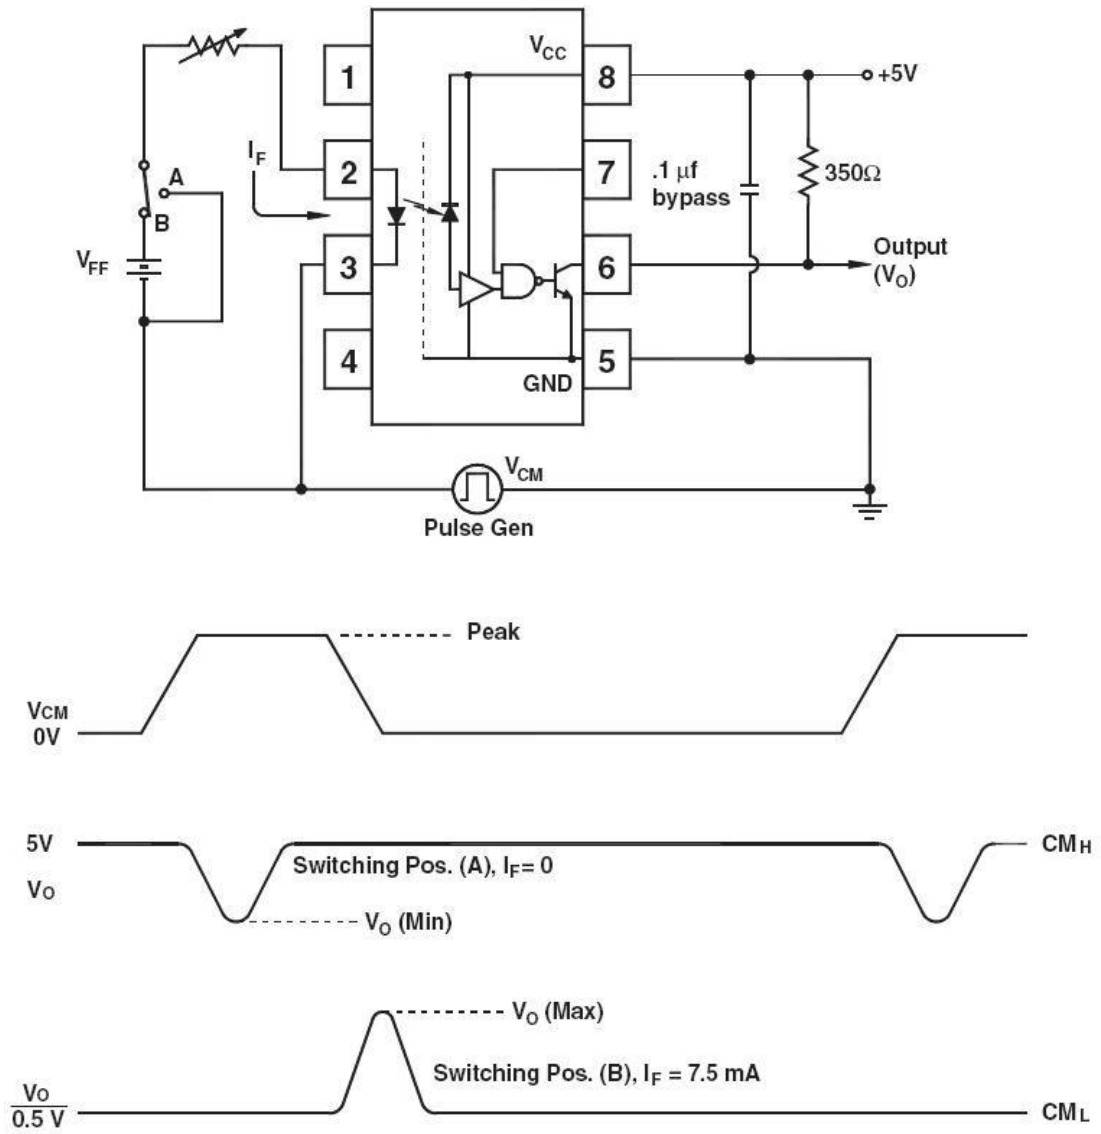 VCC
1
8
+5V
IF
2
7
.1 μf
bypass
350Ω
A
B
VFF
3
6
Output
(VO)
4
5
GND
VCM
Pulse Gen
Peak
VCM
0V
5V
CMH
Switching Pos. (A), IF= 0
VO
VO (Min)
VO (Max)
Switching Pos. (B), IF = 7.5 mA
VO
0.5 V
CML